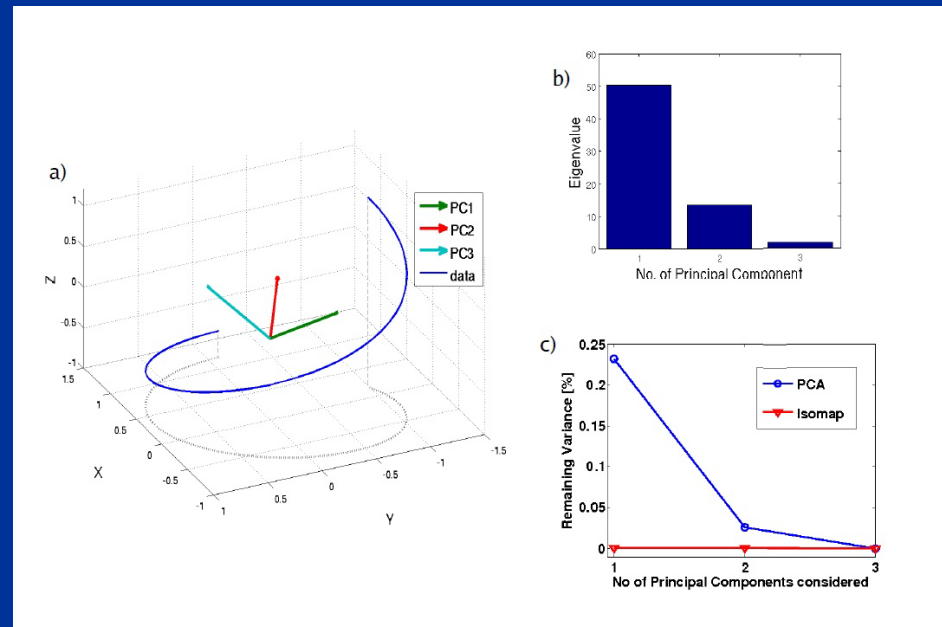 a)
1
0.5
0
-0.5
-1
Z
1.5
1
0.5
0
-0.5
-1
X
1
0.5
0
-0.5
-1
-1.5
Y
PC1
PC2
PC3
data
b)
60
50
40
30
20
10
0
Eigenvalue
1 2 3
No. of Principal Component
c)
0.25
0.2
0.15
0.1
0.05
0
Remaining Variance [%]
PCA
Isomap
1 2 3
No of Principal Components considered